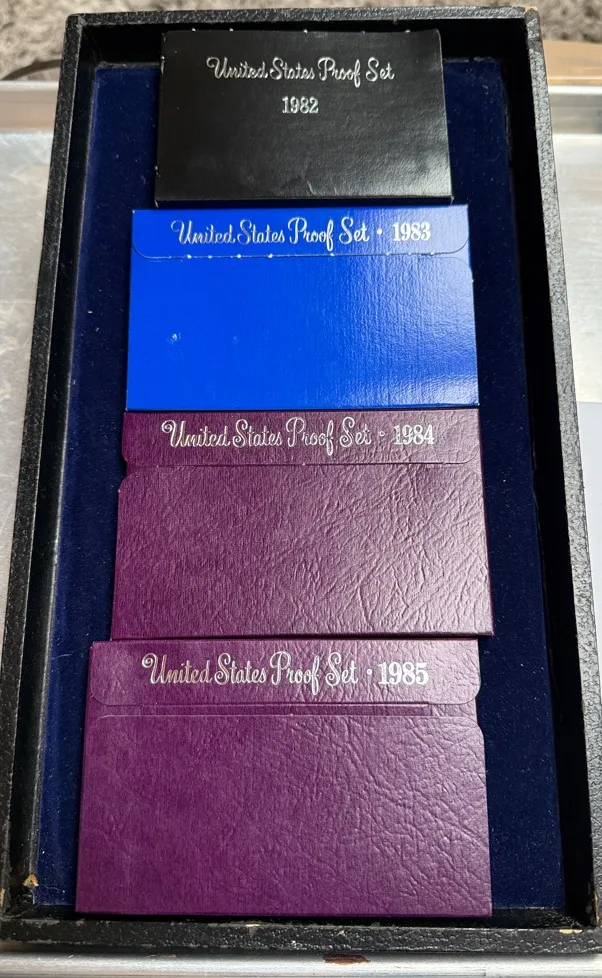 United States Proof Set
1982
United States Proof Set · 1983
United States Proof Set · 1984
United States Proof Set · 1985